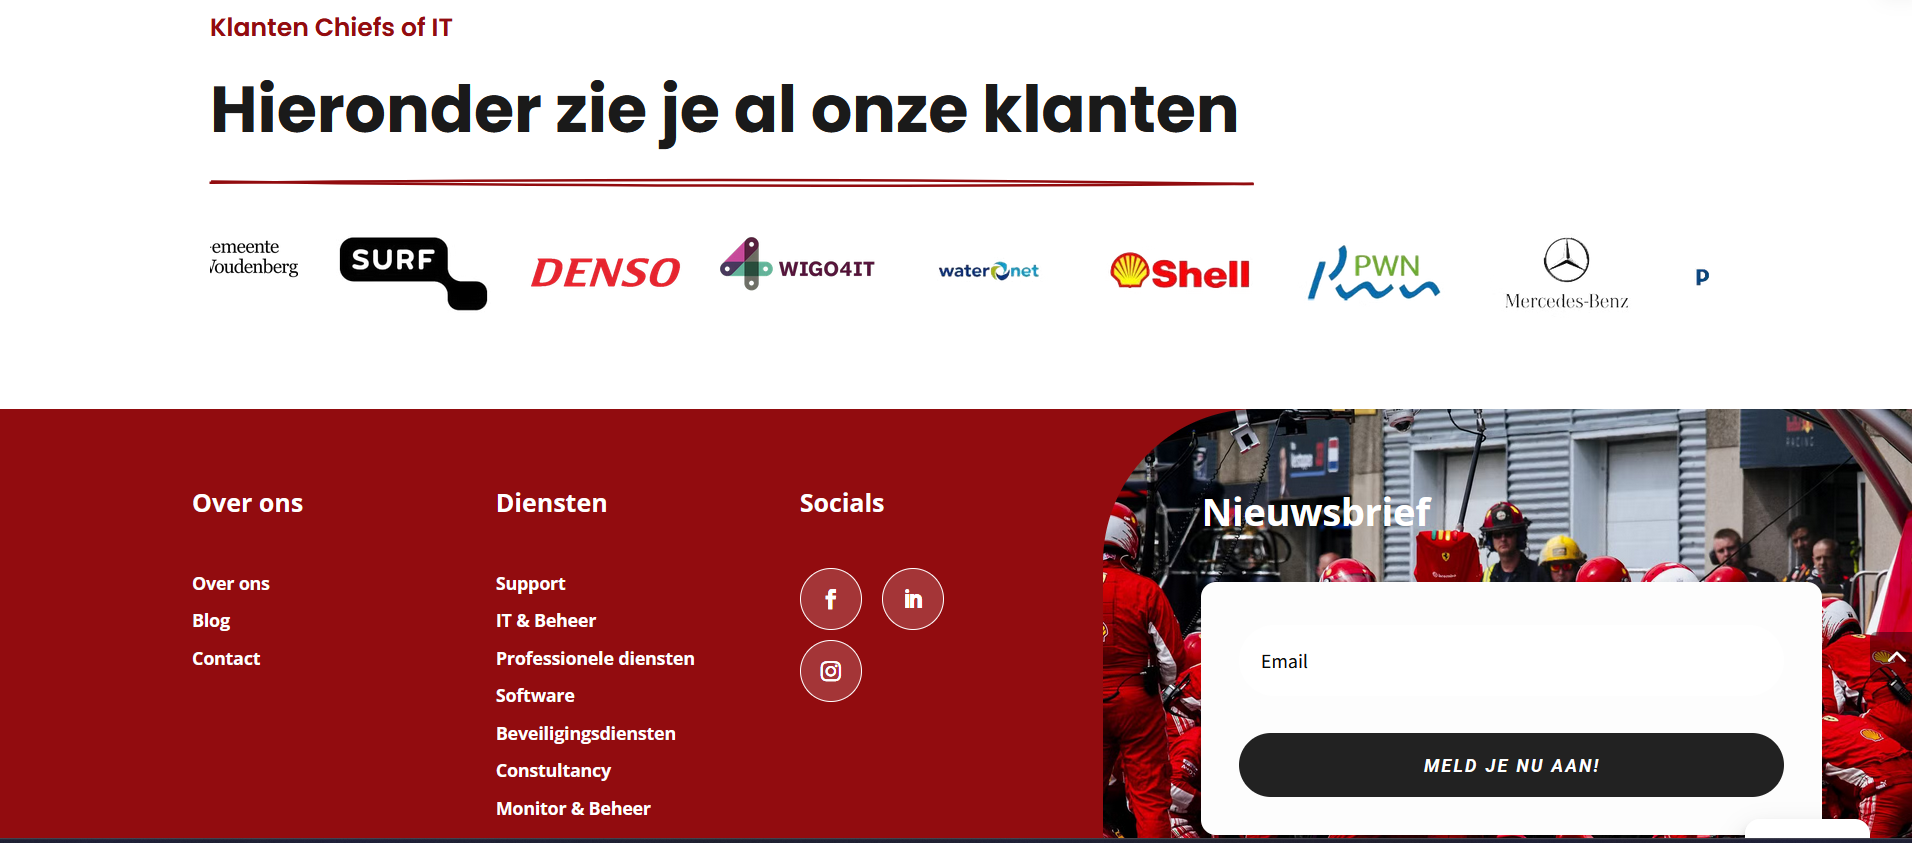 Klanten Chiefs of IT
Hieronder zie je al onze klanten
emeente
oudenberg
SURF
DENSO
WIGO4IT
waternet
Shell
PWN
Mercedes-Benz
P
Over ons
Over ons
Blog
Contact
Diensten
Support
IT & Beheer
Professionele diensten
Software
Beveiligingsdiensten
Constultancy
Monitor & Beheer
Socials
f
in
RACING
Nieuwsbrief
Email
MELD JE NU AAN!